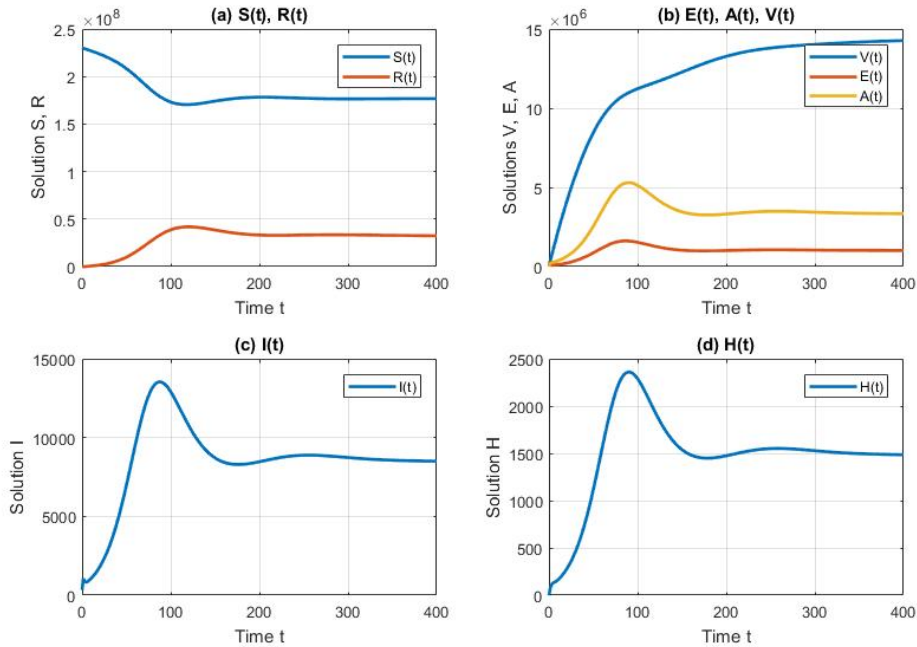 (a) S(t), R(t)
×10^8
2.5
2
1.5
1
0.5
0
Solution S, R
S(t)
R(t)
0 100 200 300 400
Time t
(b) E(t), A(t), V(t)
×10^6
15
10
5
0
Solutions V, E, A
V(t)
E(t)
A(t)
0 100 200 300 400
Time t
(c) I(t)
15000
10000
5000
0
Solution I
I(t)
0 100 200 300 400
Time t
(d) H(t)
2500
2000
1500
1000
500
0
Solution H
H(t)
0 100 200 300 400
Time t